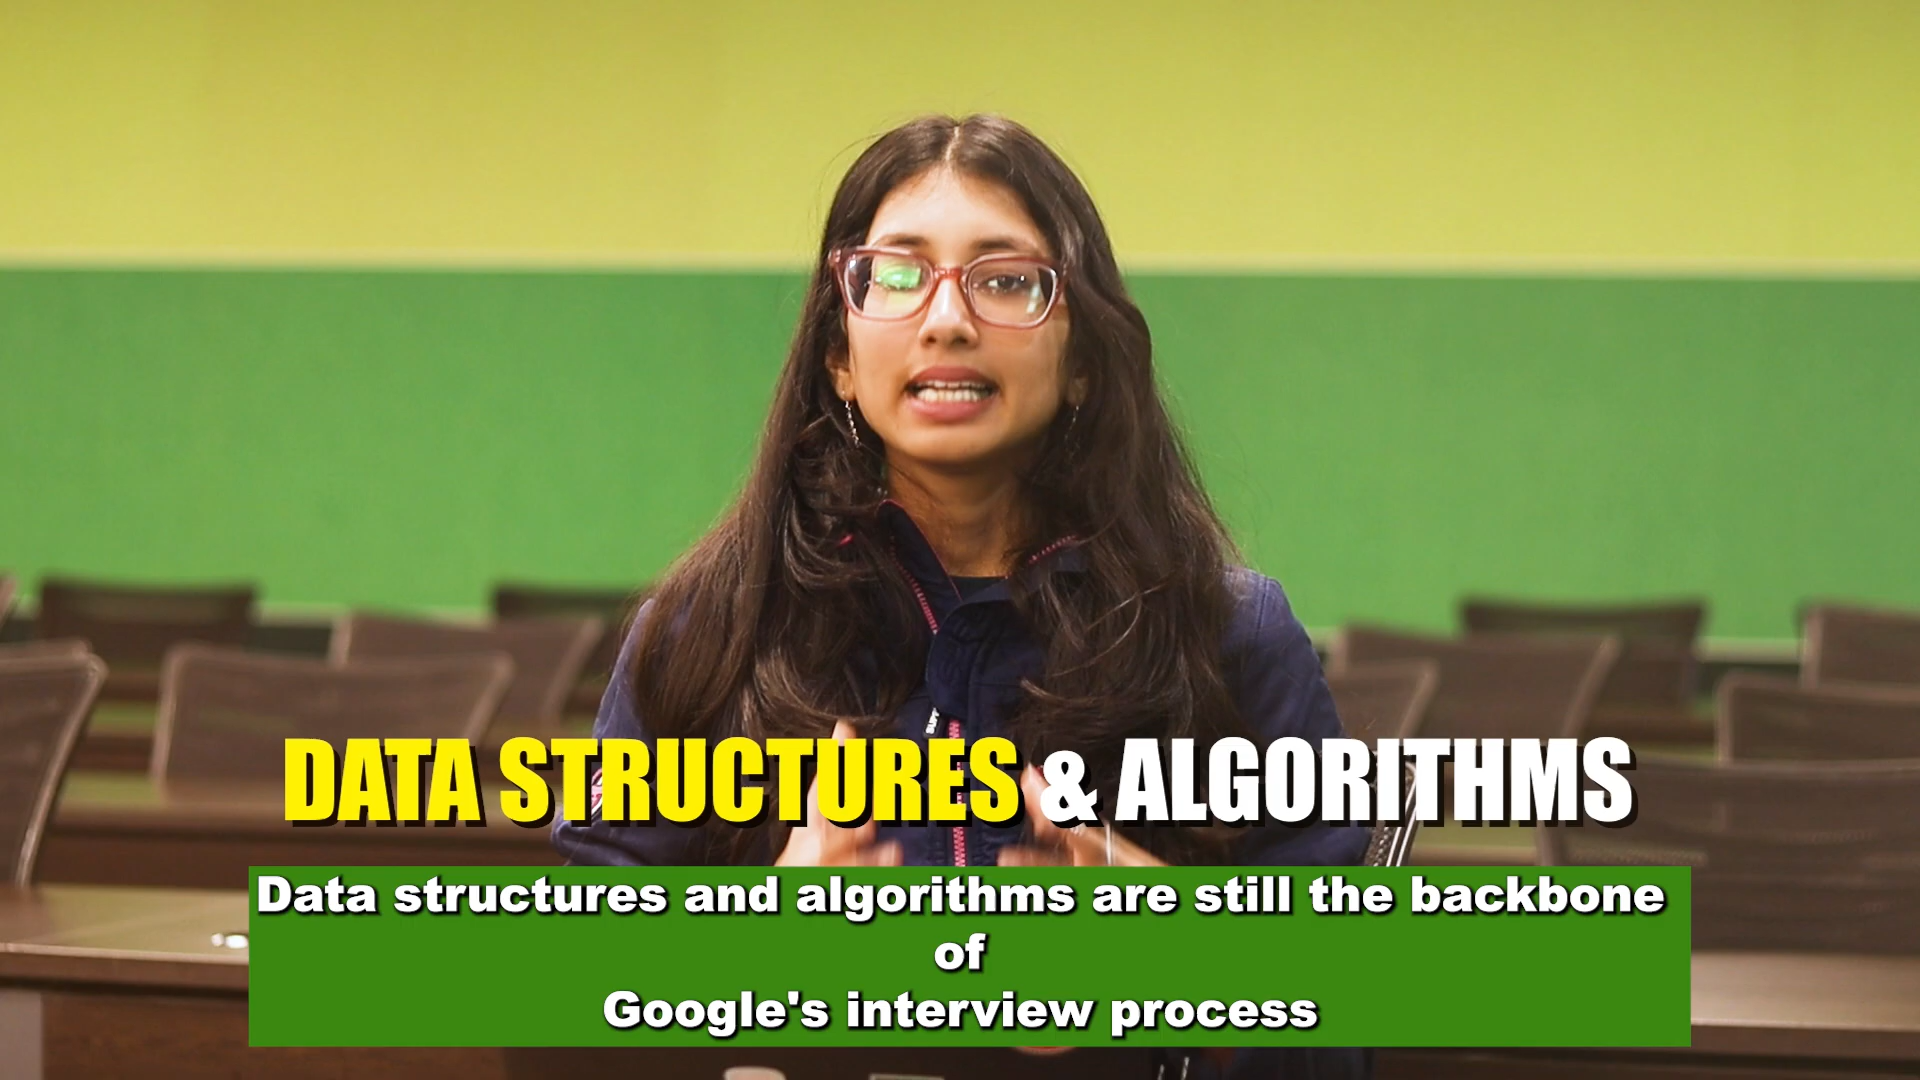 DATA STRUCTURES & ALGORITHMS
Data structures and algorithms are still the backbone
of
Google's interview process